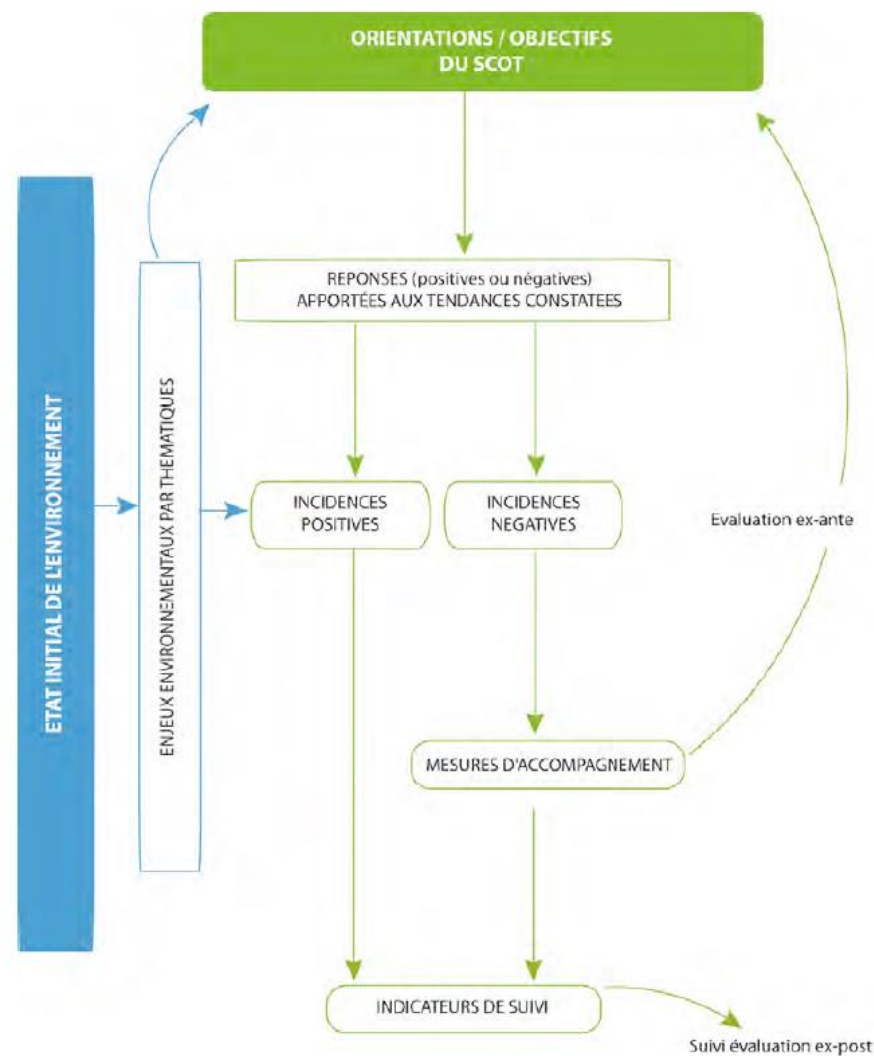 ORIENTATIONS / OBJECTIFS
DU SCOT
ETAT INITIAL DE L'ENVIRONNEMENT
ENJEUX ENVIRONNEMENTAUX PAR THEMATIQUES
REPONSES (positives ou négatives)
APPORTÉES AUX TENDANCES CONSTATEES
INCIDENCES
POSITIVES
INCIDENCES
NEGATIVES
Evaluation ex-ante
MESURES D'ACCOMPAGNEMENT
INDICATEURS DE SUIVI
Suivi évaluation ex-post